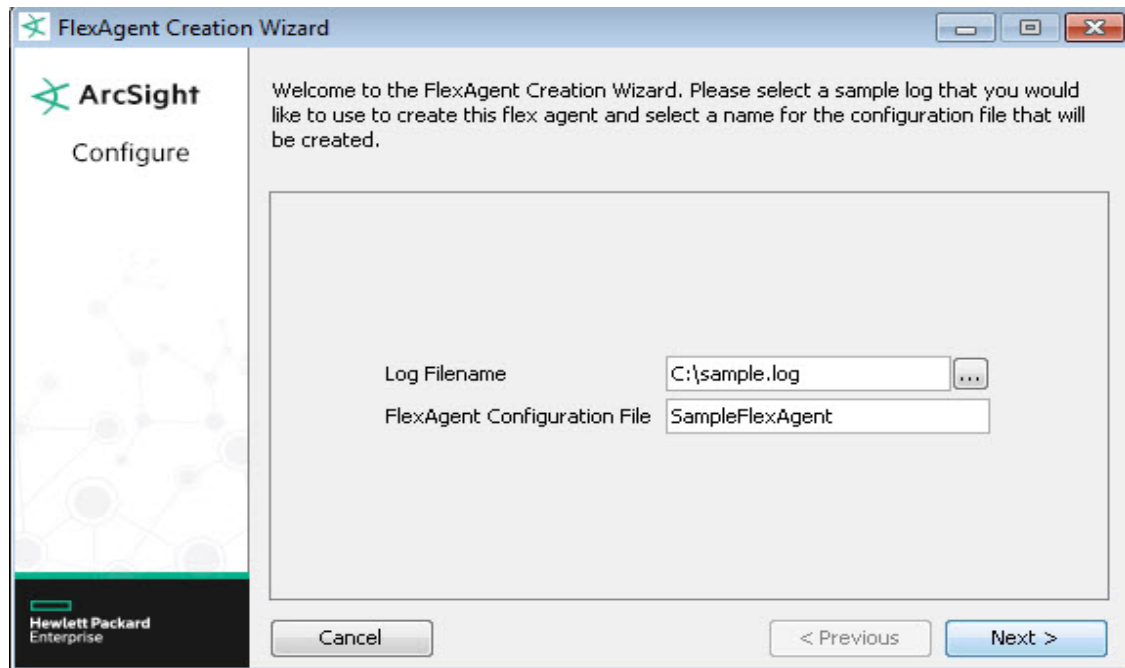 FlexAgent Creation Wizard
ArcSight
Configure
Welcome to the FlexAgent Creation Wizard. Please select a sample log that you would
like to use to create this flex agent and select a name for the configuration file that will
be created.
Log Filename C:\sample.log ...
FlexAgent Configuration File SampleFlexAgent
Hewlett Packard
Enterprise
Cancel < Previous Next >